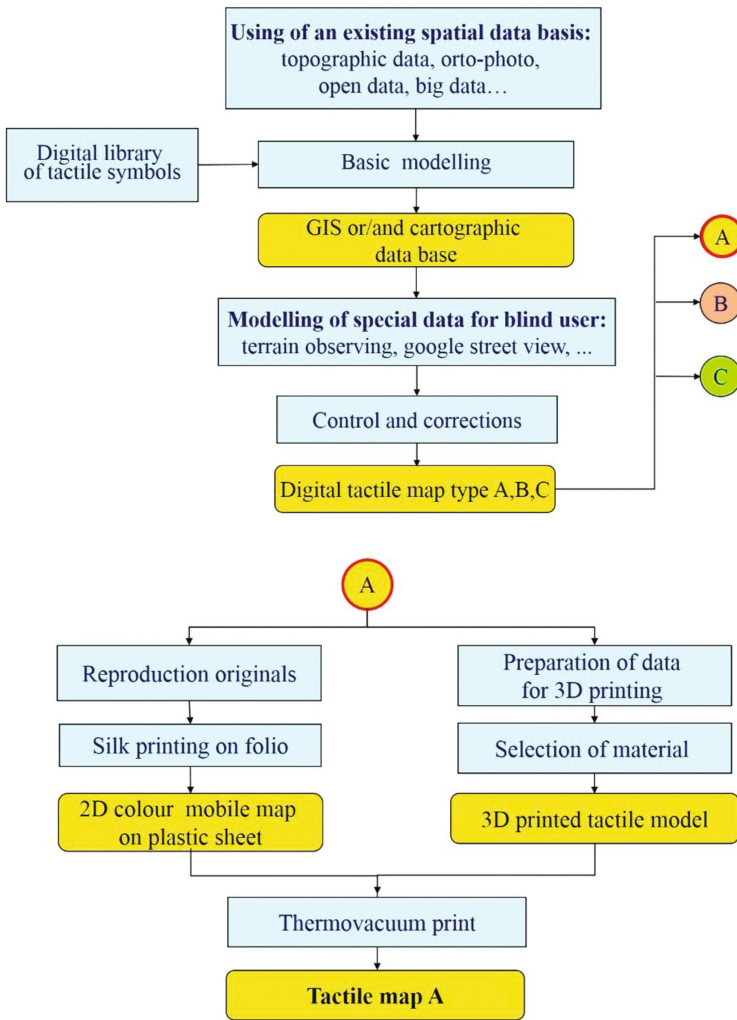 Using of an existing spatial data basis:
topographic data, orto-photo,
open data, big data…
Digital library
of tactile symbols
Basic modelling
GIS or/and cartographic
data base
A
B
C
Modelling of special data for blind user:
terrain observing, google street view, ...
Control and corrections
Digital tactile map type A,B,C
A
Reproduction originals
Preparation of data
for 3D printing
Silk printing on folio
Selection of material
2D colour mobile map
on plastic sheet
3D printed tactile model
Thermovacuum print
Tactile map A